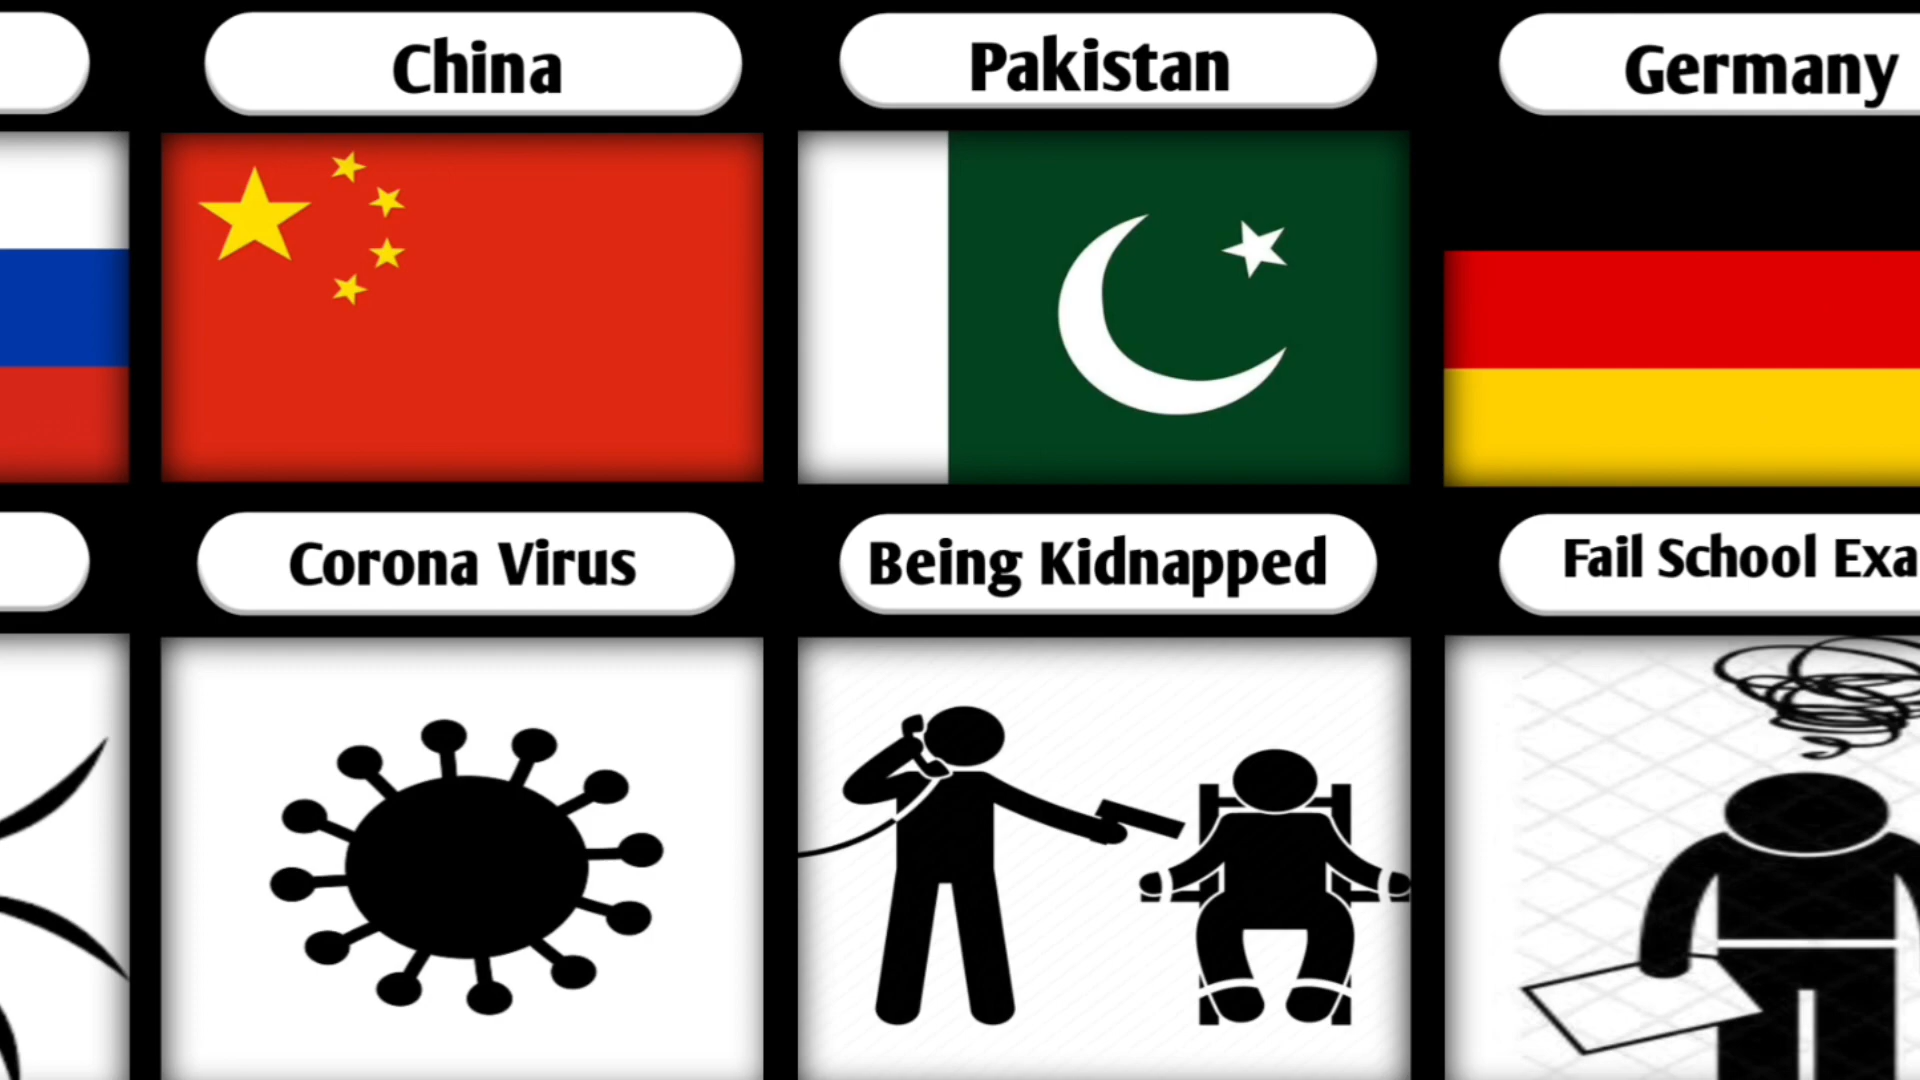 China
Pakistan
Germany
Corona Virus
Being Kidnapped
Fail School Exa